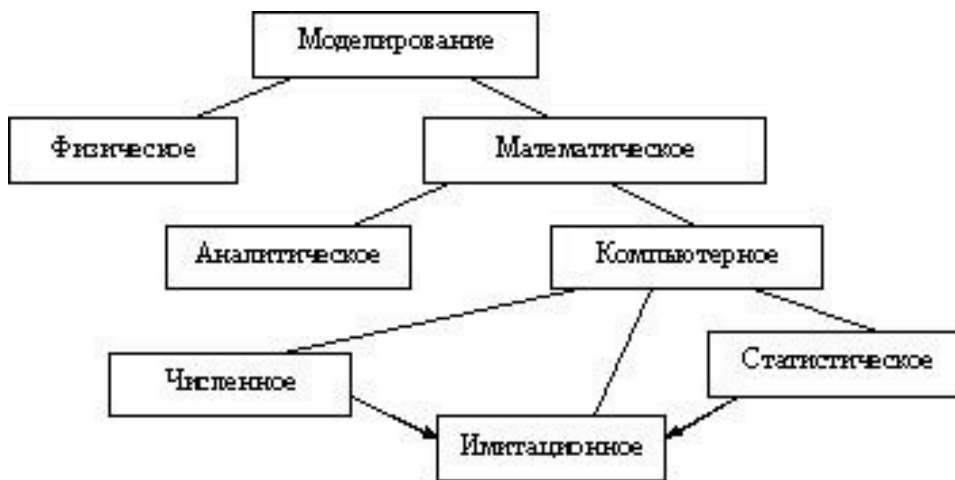 Моделирование
Физическое
Математическое
Аналитическое
Компьютерное
Численное
Статистическое
Имитационное